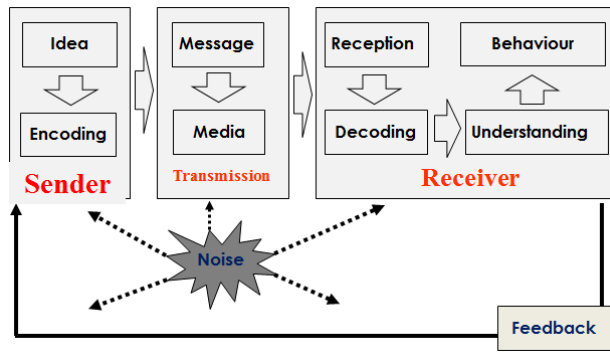 Idea
Encoding
Sender
Message
Media
Transmission
Reception
Behaviour
Decoding
Understanding
Receiver
Noise
Feedback